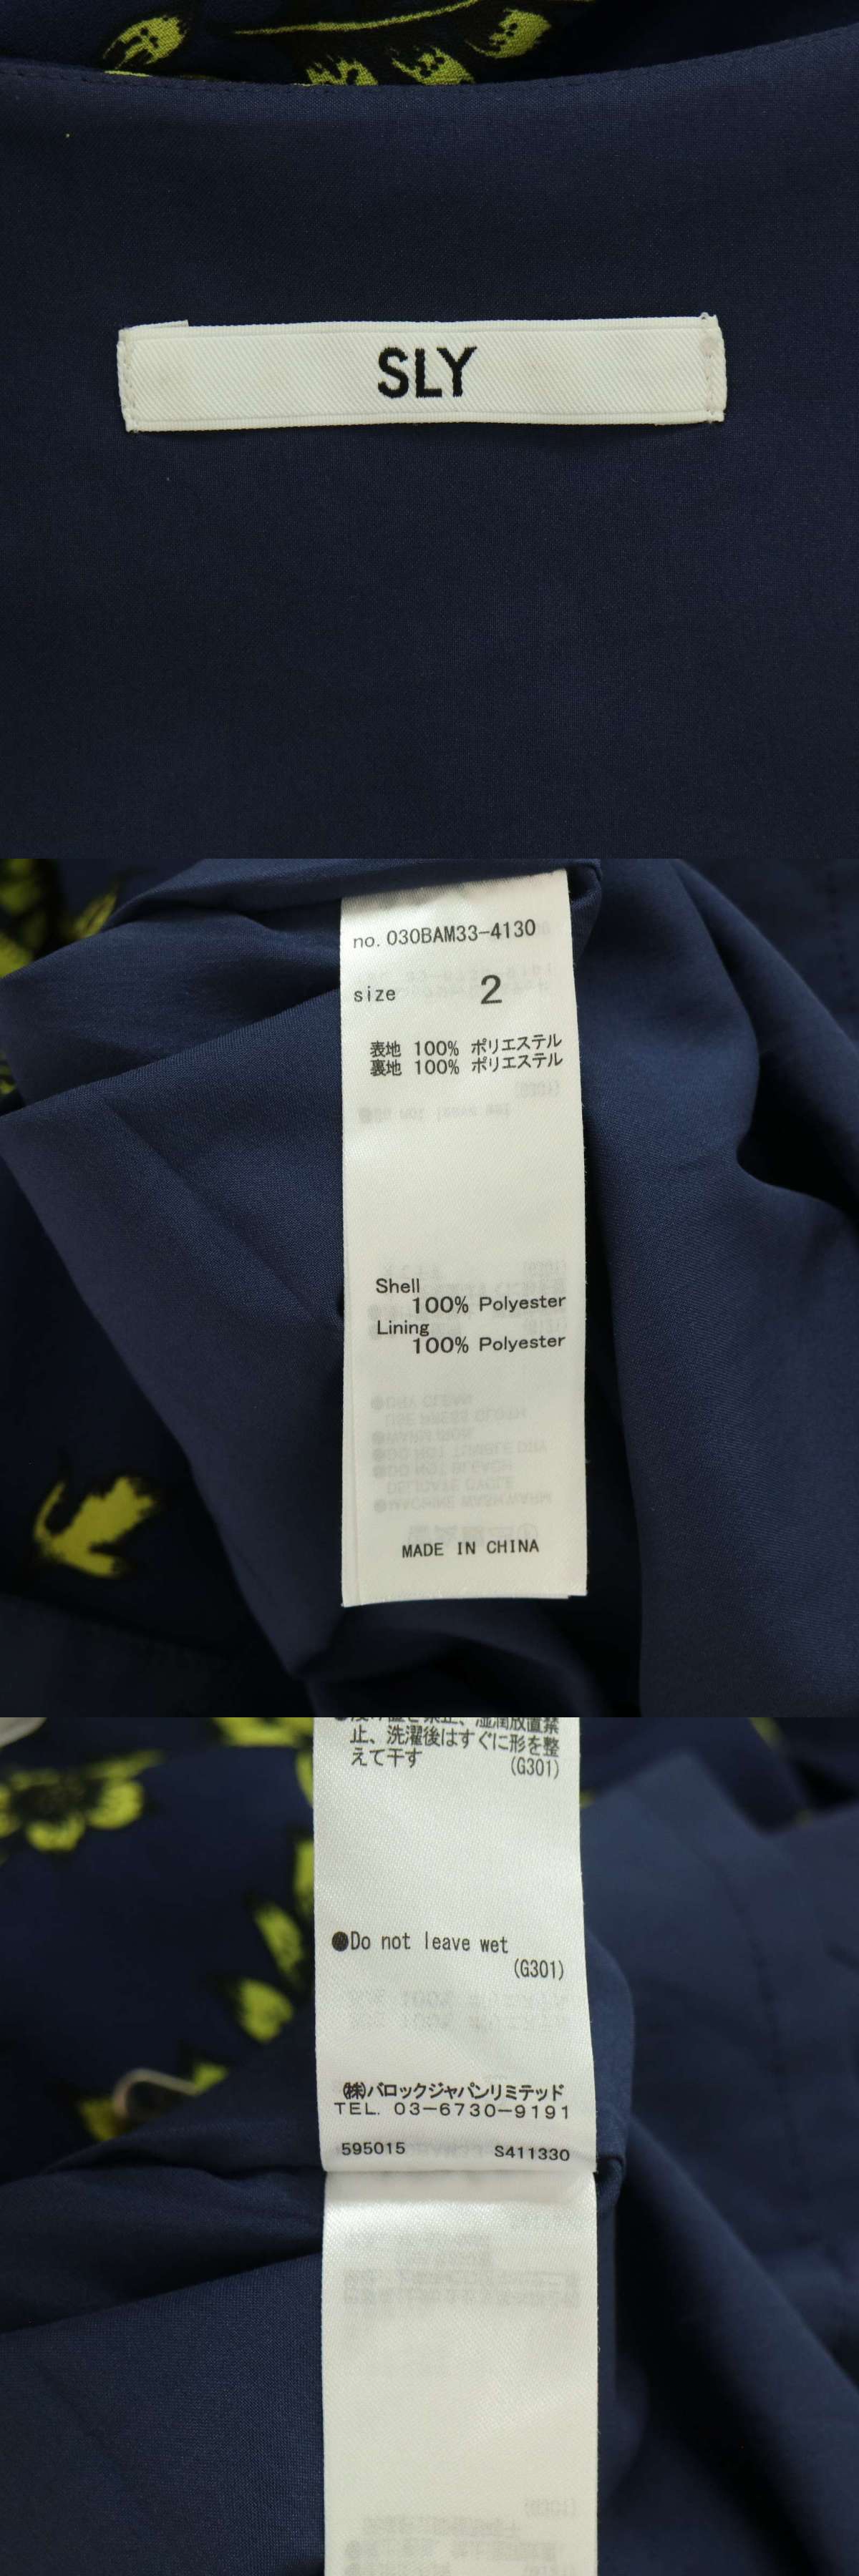 SLY
no. 030BAM33-4130
size 2
表地 100% ポリエステル
裏地 100% ポリエステル
Shell
100% Polyester
Lining
100% Polyester
MADE IN CHINA
止、洗濯後はすぐに形を整
えて干す
(G301)
●Do not leave wet
(G301)
㈱バロックジャパンリミテッド
TEL. 03-6730-9191
595015 S411330